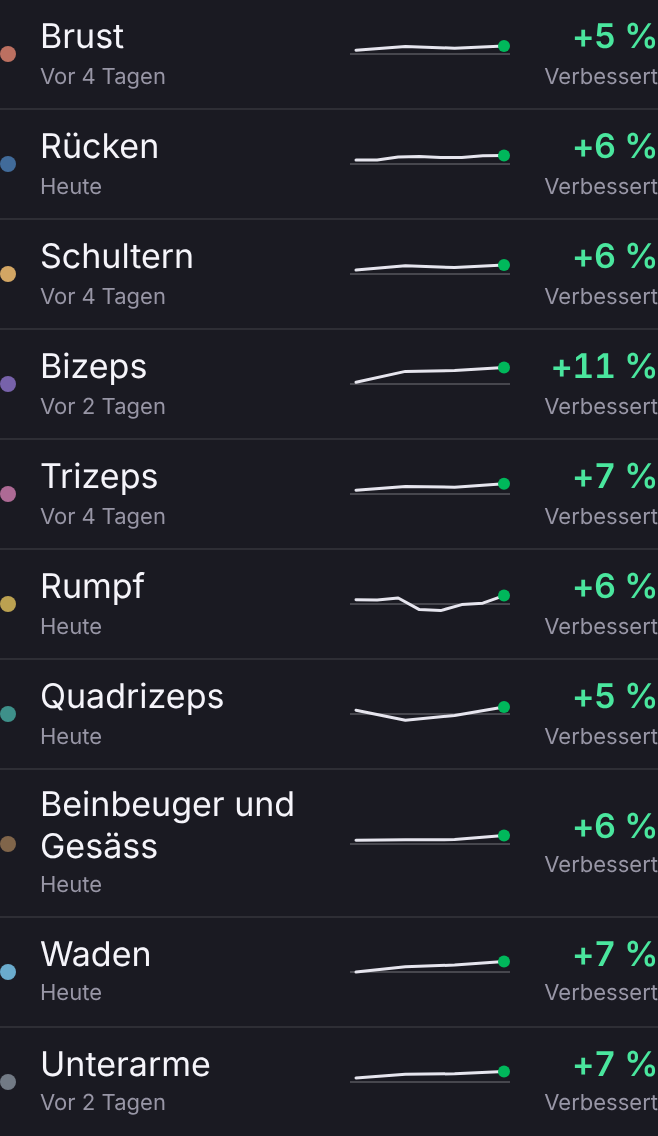 Brust
+5 %
Vor 4 Tagen
Verbessert
Rücken
+6 %
Heute
Verbessert
Schultern
+6 %
Vor 4 Tagen
Verbessert
Bizeps
+11 %
Vor 2 Tagen
Verbessert
Trizeps
+7 %
Vor 4 Tagen
Verbessert
Rumpf
+6 %
Heute
Verbessert
Quadrizeps
+5 %
Heute
Verbessert
Beinbeuger und
Gesäss
+6 %
Heute
Verbessert
Waden
+7 %
Heute
Verbessert
Unterarme
+7 %
Vor 2 Tagen
Verbessert